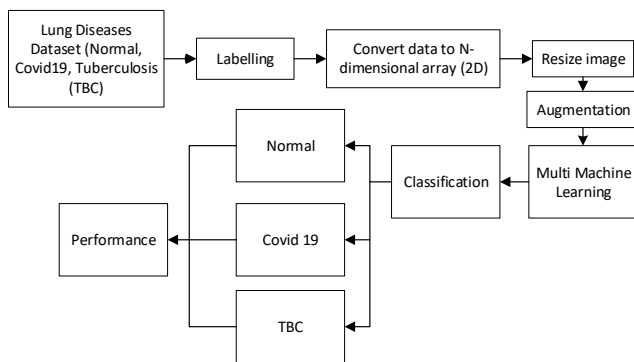 Lung Diseases
Dataset (Normal,
Covid19, Tuberculosis
(TBC)
Labelling
Convert data to N-
dimensional array (2D)
Resize image
Augmentation
Multi Machine
Learning
Classification
Normal
Covid 19
TBC
Performance